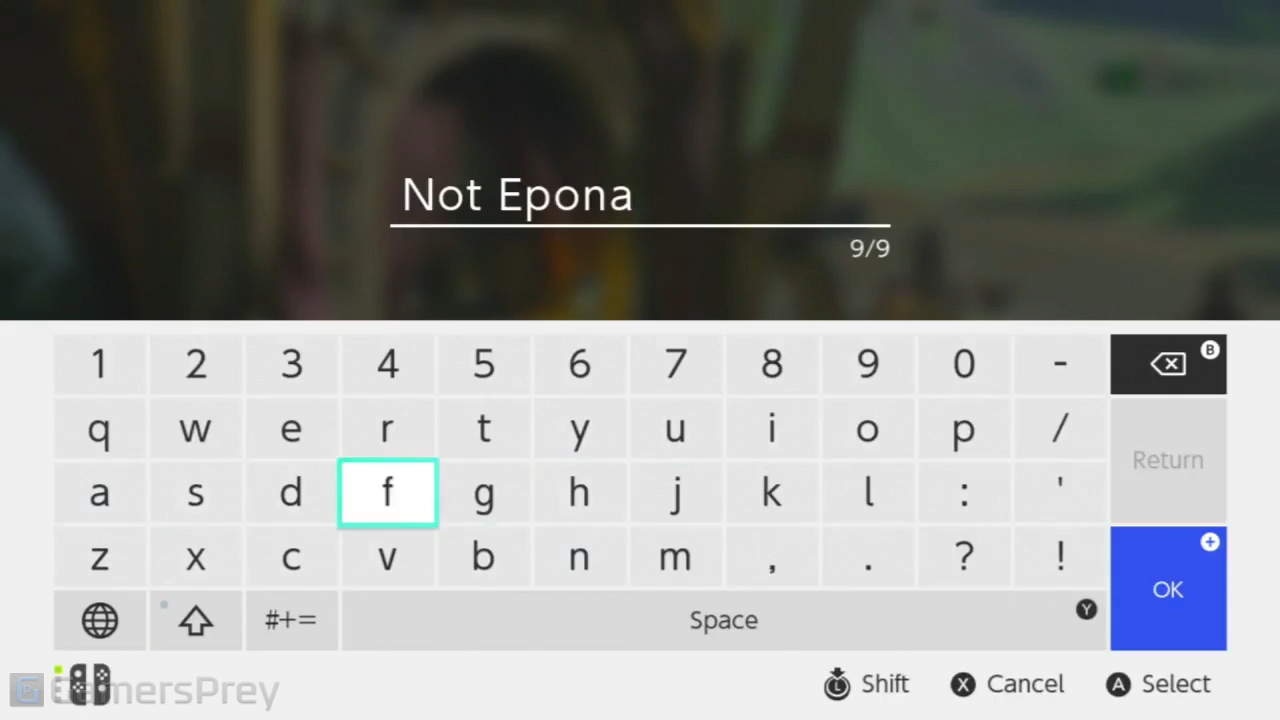 Not Epona
9/9
1 2 3 4 5 6 7 8 9 0 - B
q w e r t y u i o p /
Return
a s d f g h j k l : '
z x c v b n m , . ? !
+
OK
#+= Space Y
GamersPrey
L Shift X Cancel A Select